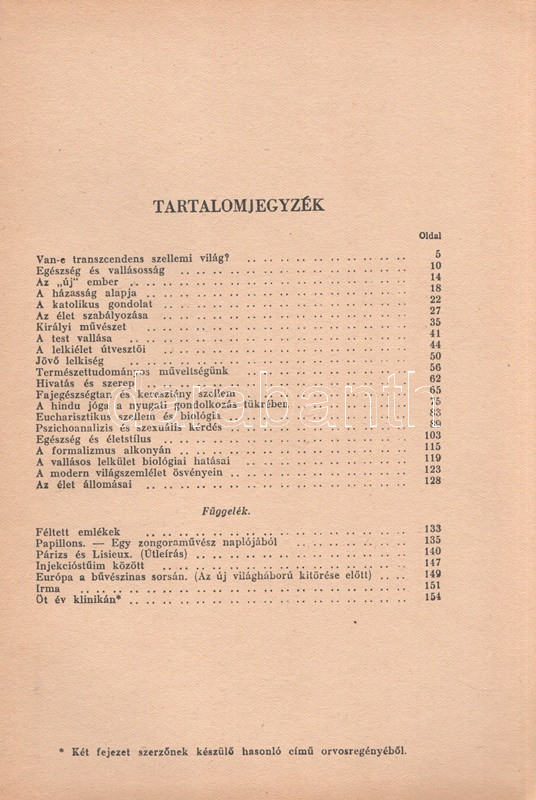 TARTALOMJEGYZÉK
Oldal
Van-e transzcendens szellemi világ? 5
Egészség és vallásosság 10
Az „új" ember 14
A házasság alapja 18
A katolikus gondolat 22
Az élet szabályozása 27
Királyi művészet 35
A test vallása 41
A lelkiélet útvesztői 44
Jövő lelkiség 50
Természettudományos műveltségünk 56
Hivatás és szerep 62
Fajegészségtan és keresztény szellem 65
A hindu jóga a nyugati gondolkozás tükrében 75
Eucharisztikus szellem és biológia 83
Pszichoanalizis és szexuális kérdés 89
Egészség és életstílus 103
A formalizmus alkonyán 115
A vallásos lelkület biológiai hatásai 119
A modern világszemlélet ösvényein 123
Az élet állomásai 128
Függelék.
Féltett emlékek 133
Papillons. — Egy zongoraművész naplójából 135
Párizs és Lisieux. (Útleírás) 140
Injekcióstűim között 147
Európa a bűvészinas sorsán. (Az új világháború kitörése előtt) 149
Irma 151
Öt év klinikán* 154
* Két fejezet szerzőnek készülő hasonló című orvosregényéből.
darabanth